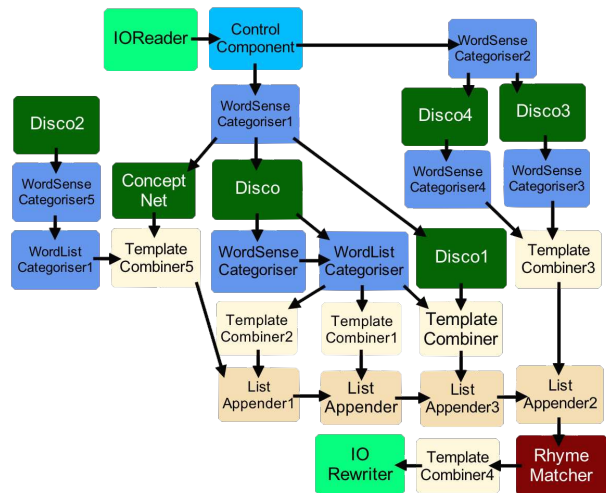 IOReader
Control
Component
WordSense
Categoriser2
Disco2
WordSense
Categoriser1
Disco4
Disco3
WordSense
Categoriser5
Concept
Net
Disco
WordSense
Categoriser4
WordSense
Categoriser3
WordList
Categoriser1
Template
Combiner5
WordSense
Categoriser
WordList
Categoriser
Disco1
Template
Combiner3
Template
Combiner2
Template
Combiner1
Template
Combiner
List
Appender1
List
Appender
List
Appender3
List
Appender2
IO
Rewriter
Template
Combiner4
Rhyme
Matcher